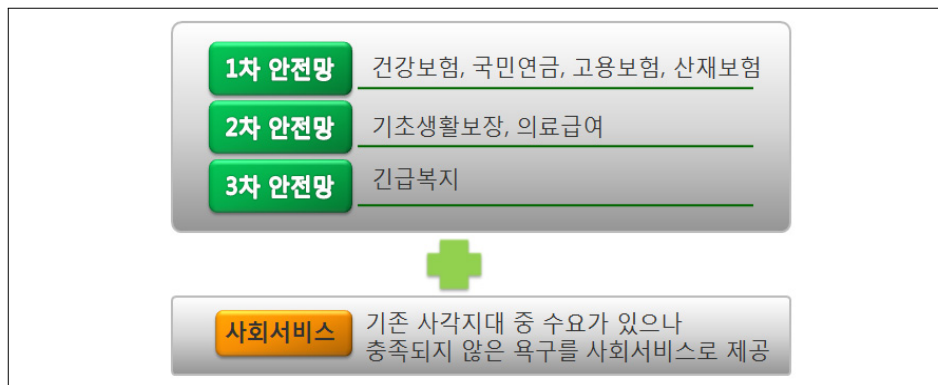 1차 안전망 건강보험, 국민연금, 고용보험, 산재보험
2차 안전망 기초생활보장, 의료급여
3차 안전망 긴급복지
사회서비스 기존 사각지대 중 수요가 있으나
충족되지 않은 욕구를 사회서비스로 제공